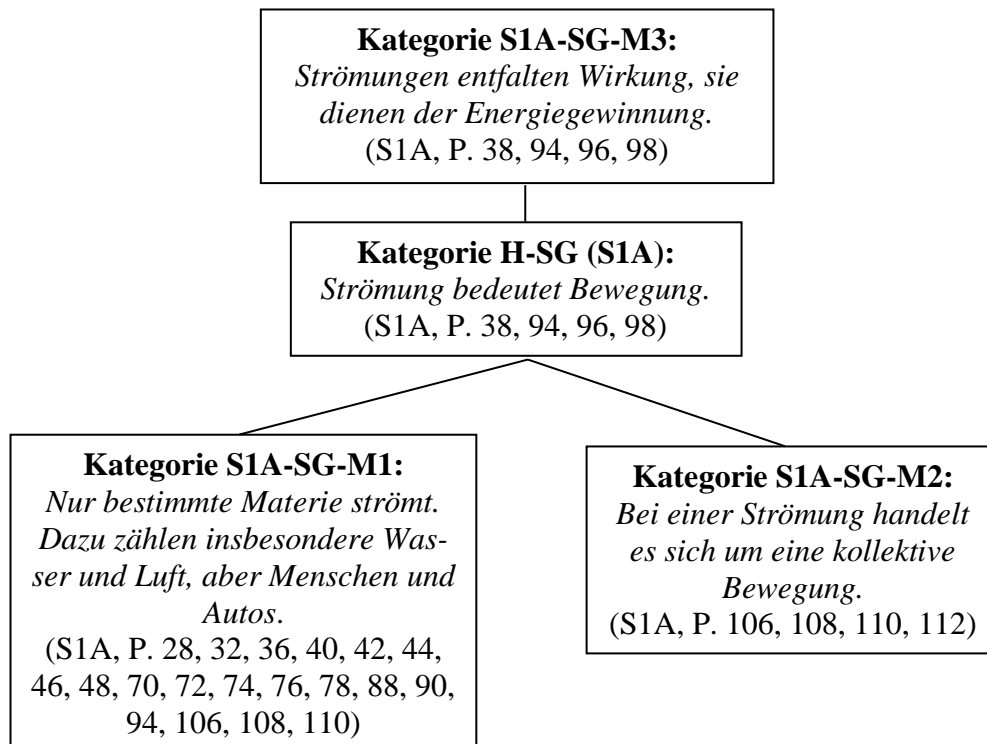 Kategorie S1A-SG-M3:
Strömungen entfalten Wirkung, sie
dienen der Energiegewinnung.
(S1A, P. 38, 94, 96, 98)
Kategorie H-SG (S1A):
Strömung bedeutet Bewegung.
(S1A, P. 38, 94, 96, 98)
Kategorie S1A-SG-M1:
Nur bestimmte Materie strömt.
Dazu zählen insbesondere Was-
ser und Luft, aber Menschen und
Autos.
(S1A, P. 28, 32, 36, 40, 42, 44,
46, 48, 70, 72, 74, 76, 78, 88, 90,
94, 106, 108, 110)
Kategorie S1A-SG-M2:
Bei einer Strömung handelt
es sich um eine kollektive
Bewegung.
(S1A, P. 106, 108, 110, 112)